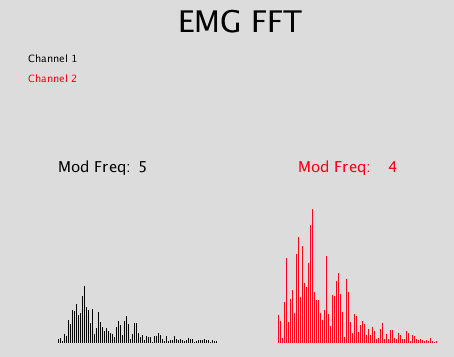 EMG FFT
Channel 1
Channel 2
Mod Freq: 5
Mod Freq: 4